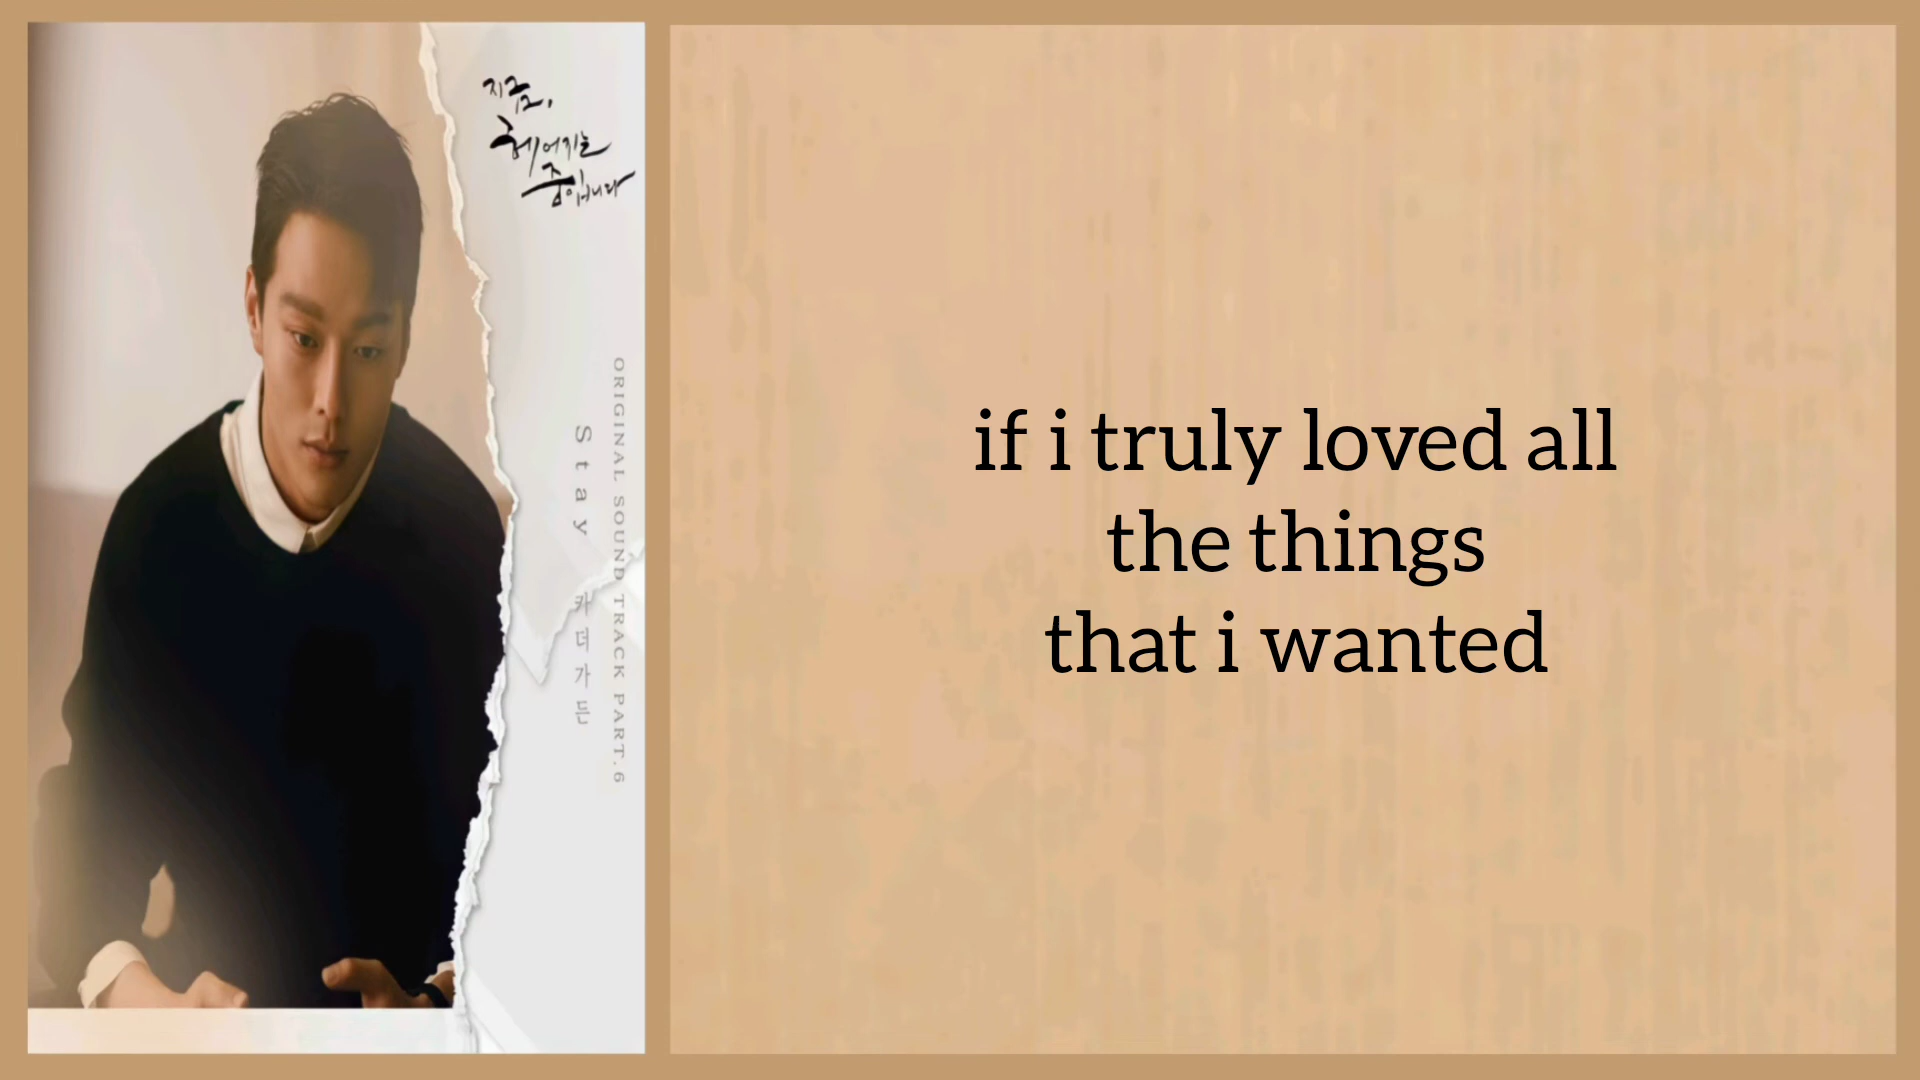 지금,
헤어지는
중입니다
ORIGINAL SOUND TRACK PART.6
Stay 카더가든
if i truly loved all
the things
that i wanted